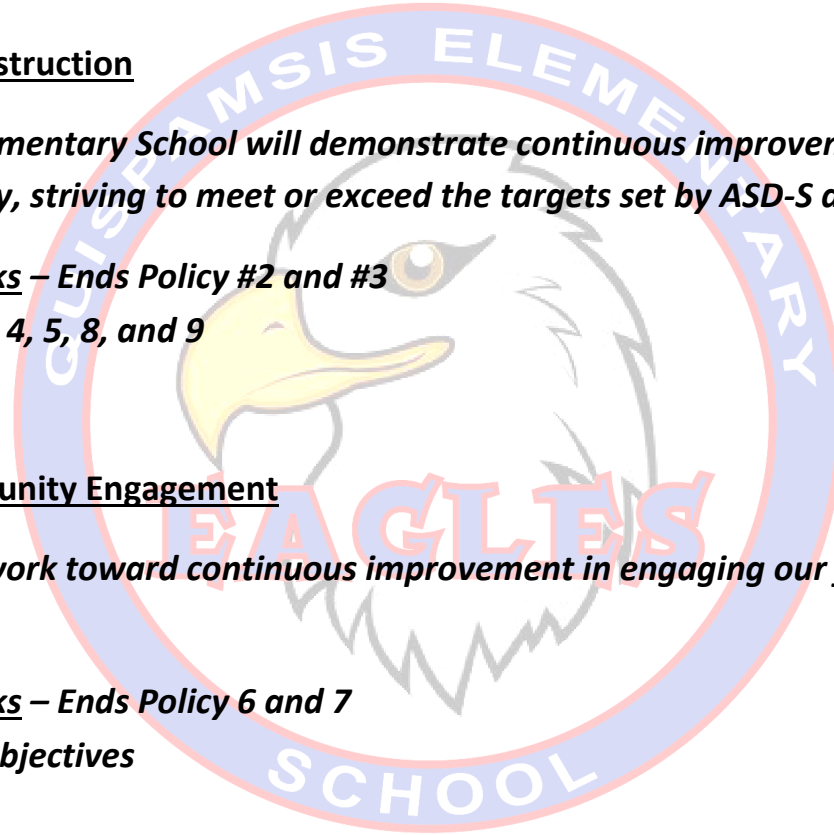 struction
QUISPAMSIS ELEMENTARY
mentary School will demonstrate continuous improvem
y, striving to meet or exceed the targets set by ASD-S a
ks – Ends Policy #2 and #3
4, 5, 8, and 9
unity Engagement
EAGLES
work toward continuous improvement in engaging our
ks – Ends Policy 6 and 7
bjectives
SCHOOL